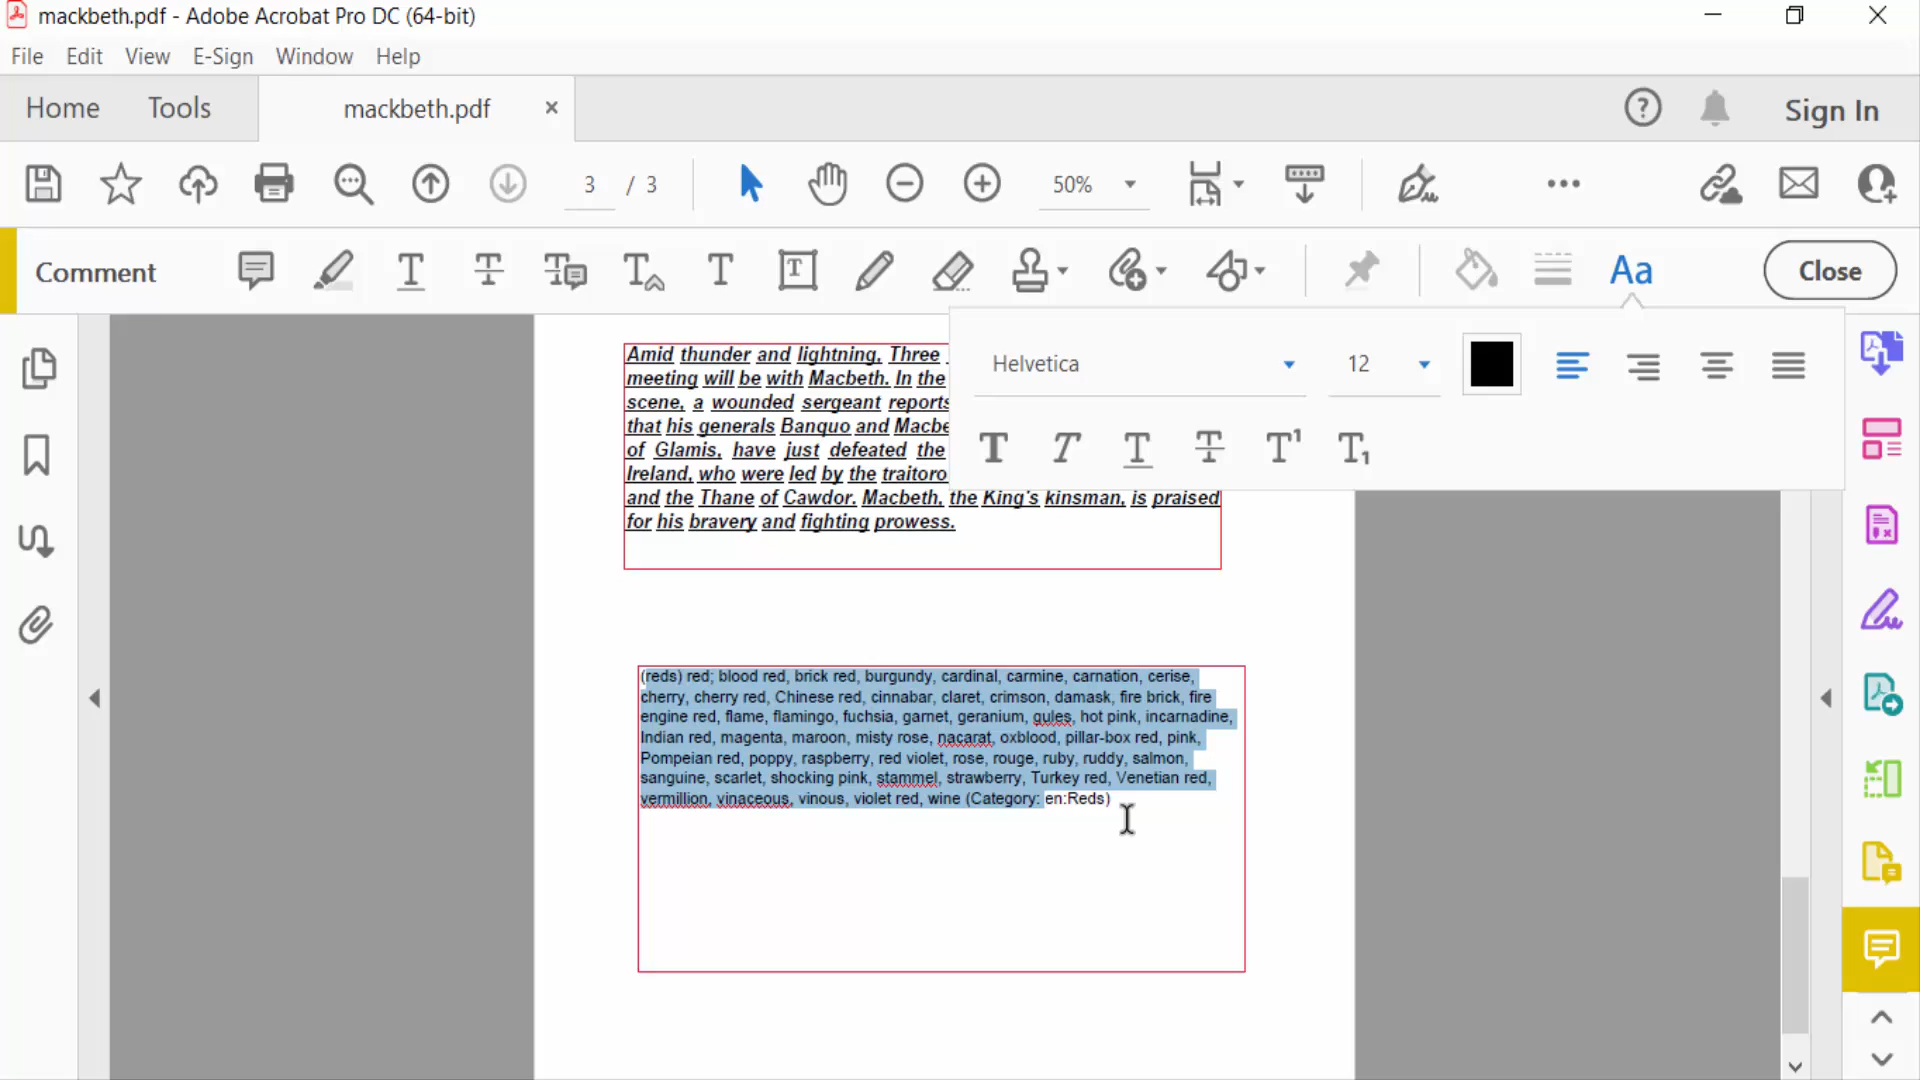 mackbeth.pdf - Adobe Acrobat Pro DC (64-bit)
File Edit View E-Sign Window Help
Home Tools mackbeth.pdf × Sign In
3 / 3 50%
Comment Aa Close
Helvetica 12
Amid thunder and lightning, Three
meeting will be with Macbeth. In the
scene, a wounded sergeant reports
that his generals Banquo and Macbe
of Glamis, have just defeated the
Ireland, who were led by the traitoro
and the Thane of Cawdor. Macbeth, the King's kinsman, is praised
for his bravery and fighting prowess.
(reds) red; blood red, brick red, burgundy, cardinal, carmine, carnation, cerise,
cherry, cherry red, Chinese red, cinnabar, claret, crimson, damask, fire brick, fire
engine red, flame, flamingo, fuchsia, garnet, geranium, gules, hot pink, incarnadine,
Indian red, magenta, maroon, misty rose, nacarat, oxblood, pillar-box red, pink,
Pompeian red, poppy, raspberry, red violet, rose, rouge, ruby, ruddy, salmon,
sanguine, scarlet, shocking pink, stammel, strawberry, Turkey red, Venetian red,
vermillion, vinaceous, vinous, violet red, wine (Category: en:Reds)